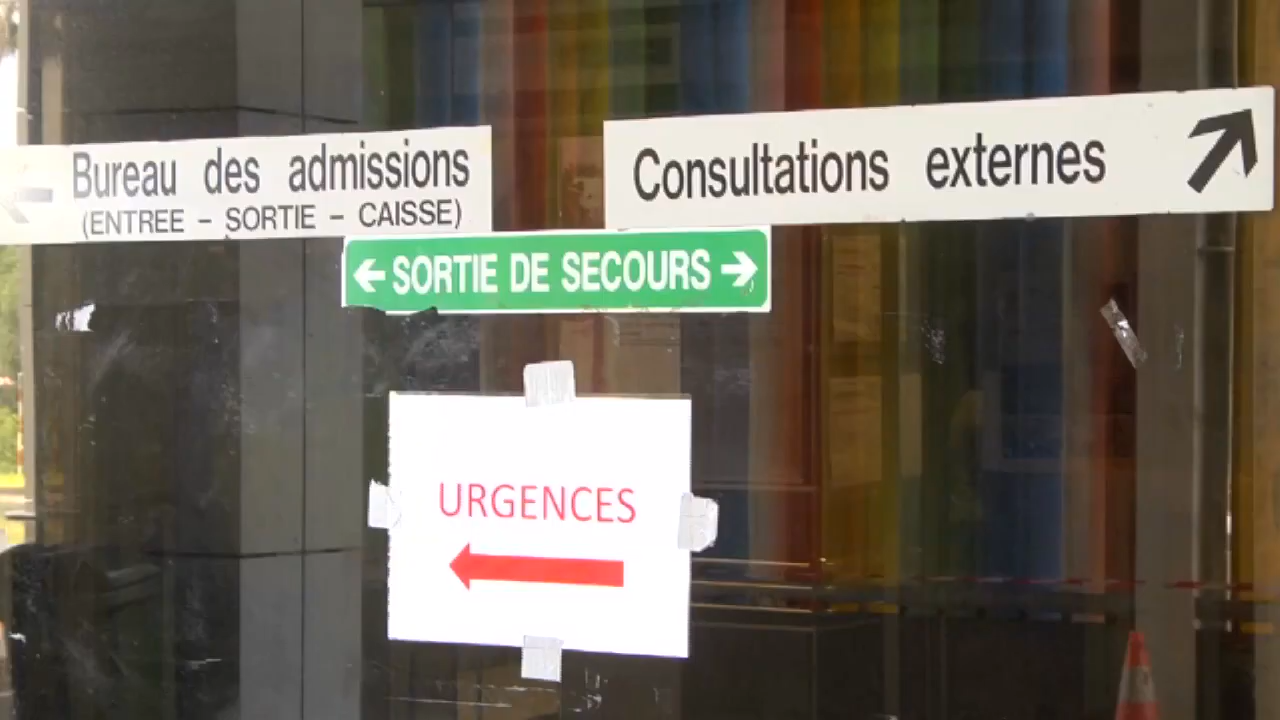 Bureau des admissions
(ENTREE – SORTIE – CAISSE)
Consultations externes
SORTIE DE SECOURS
URGENCES